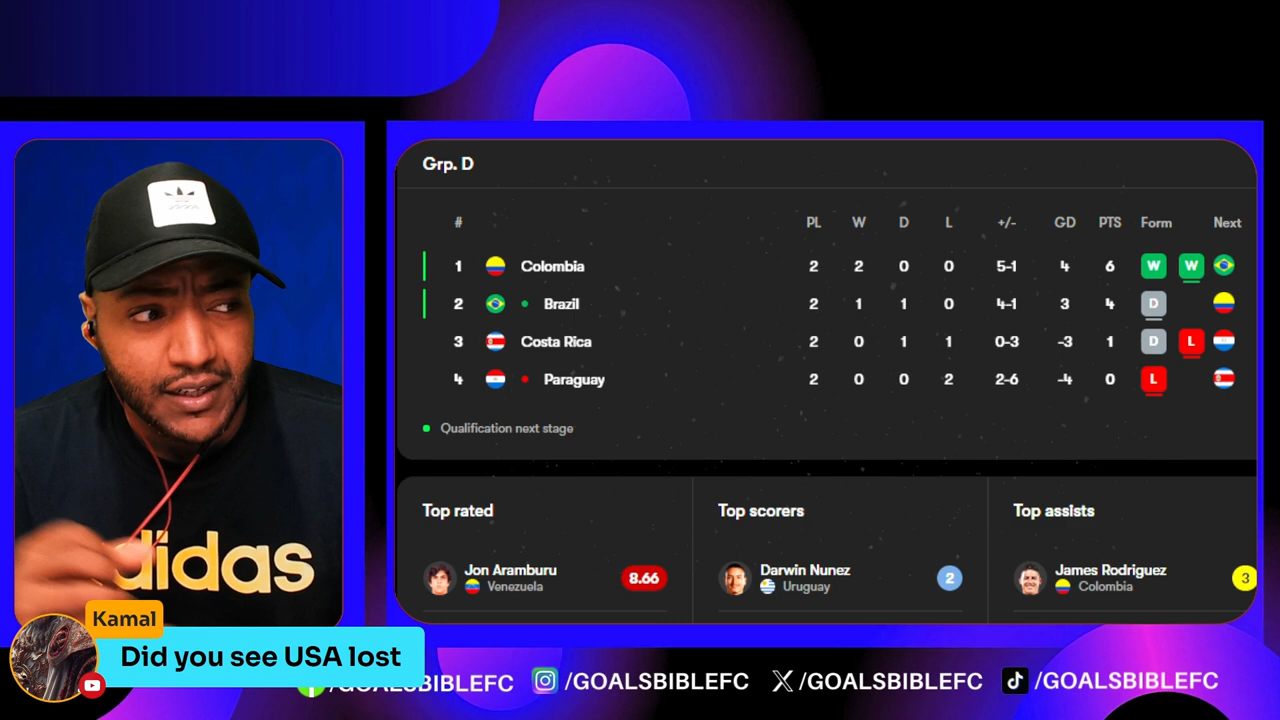 Grp. D
# PL W D L +/- GD PTS Form Next
1 Colombia 2 2 0 0 5-1 4 6 W W
2 Brazil 2 1 1 0 4-1 3 4 D
3 Costa Rica 2 0 1 1 0-3 -3 1 D L
4 Paraguay 2 0 0 2 2-6 -4 0 L
Qualification next stage
Top rated
Jon Aramburu
Venezuela
8.66
Top scorers
Darwin Nunez
Uruguay
2
Top assists
James Rodriguez
Colombia
3
adidas
Kamal
Did you see USA lost
/GOALSBIBLEFC
/GOALSBIBLEFC
/GOALSBIBLEFC
/GOALSBIBLEFC